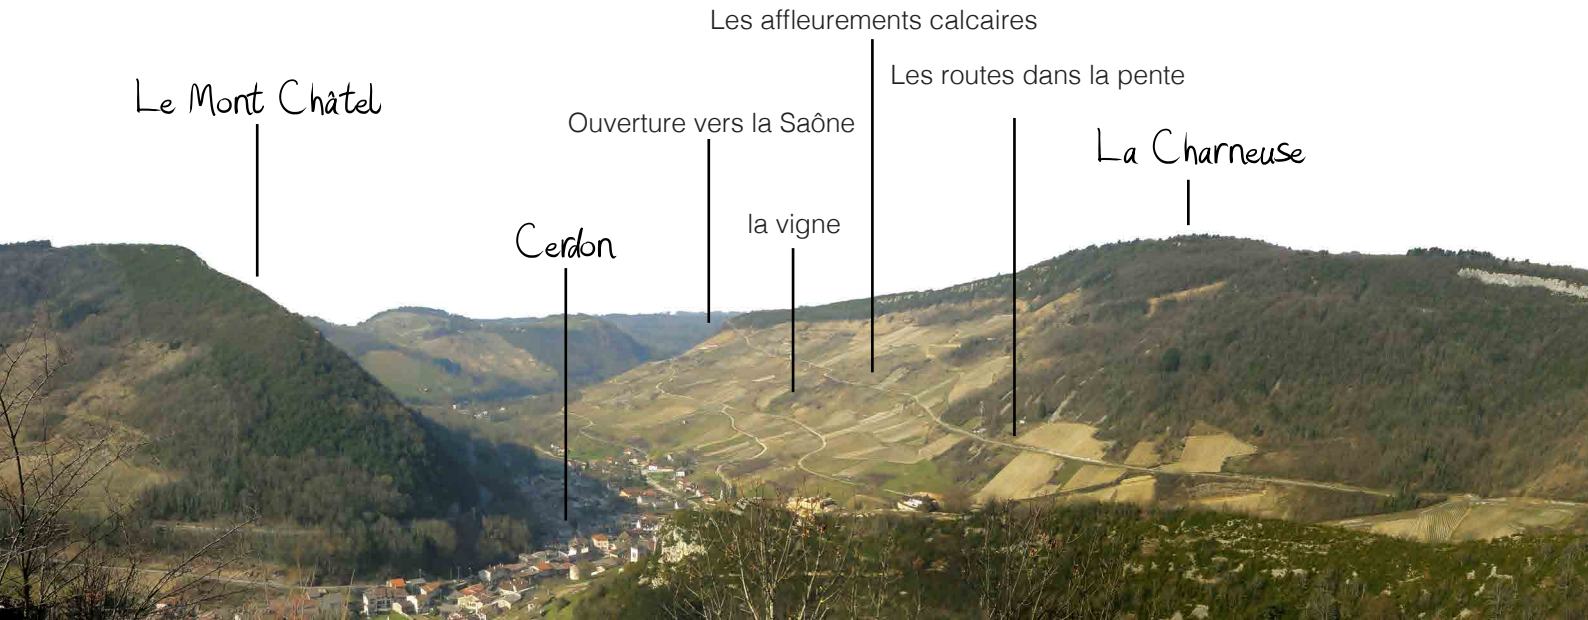 Les affleurements calcaires
Les routes dans la pente
Le Mont Châtel
Ouverture vers la Saône
La Charneuse
la vigne
Cerdon